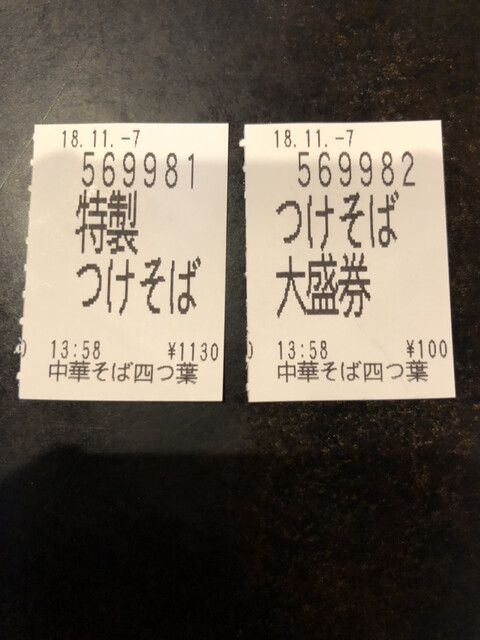 18.11.-7
569981
特製
つけそば
13:58 ¥1130
中華そば四つ葉
18.11.-7
569982
つけそば
大盛券
13:58 ¥100
中華そば四つ葉